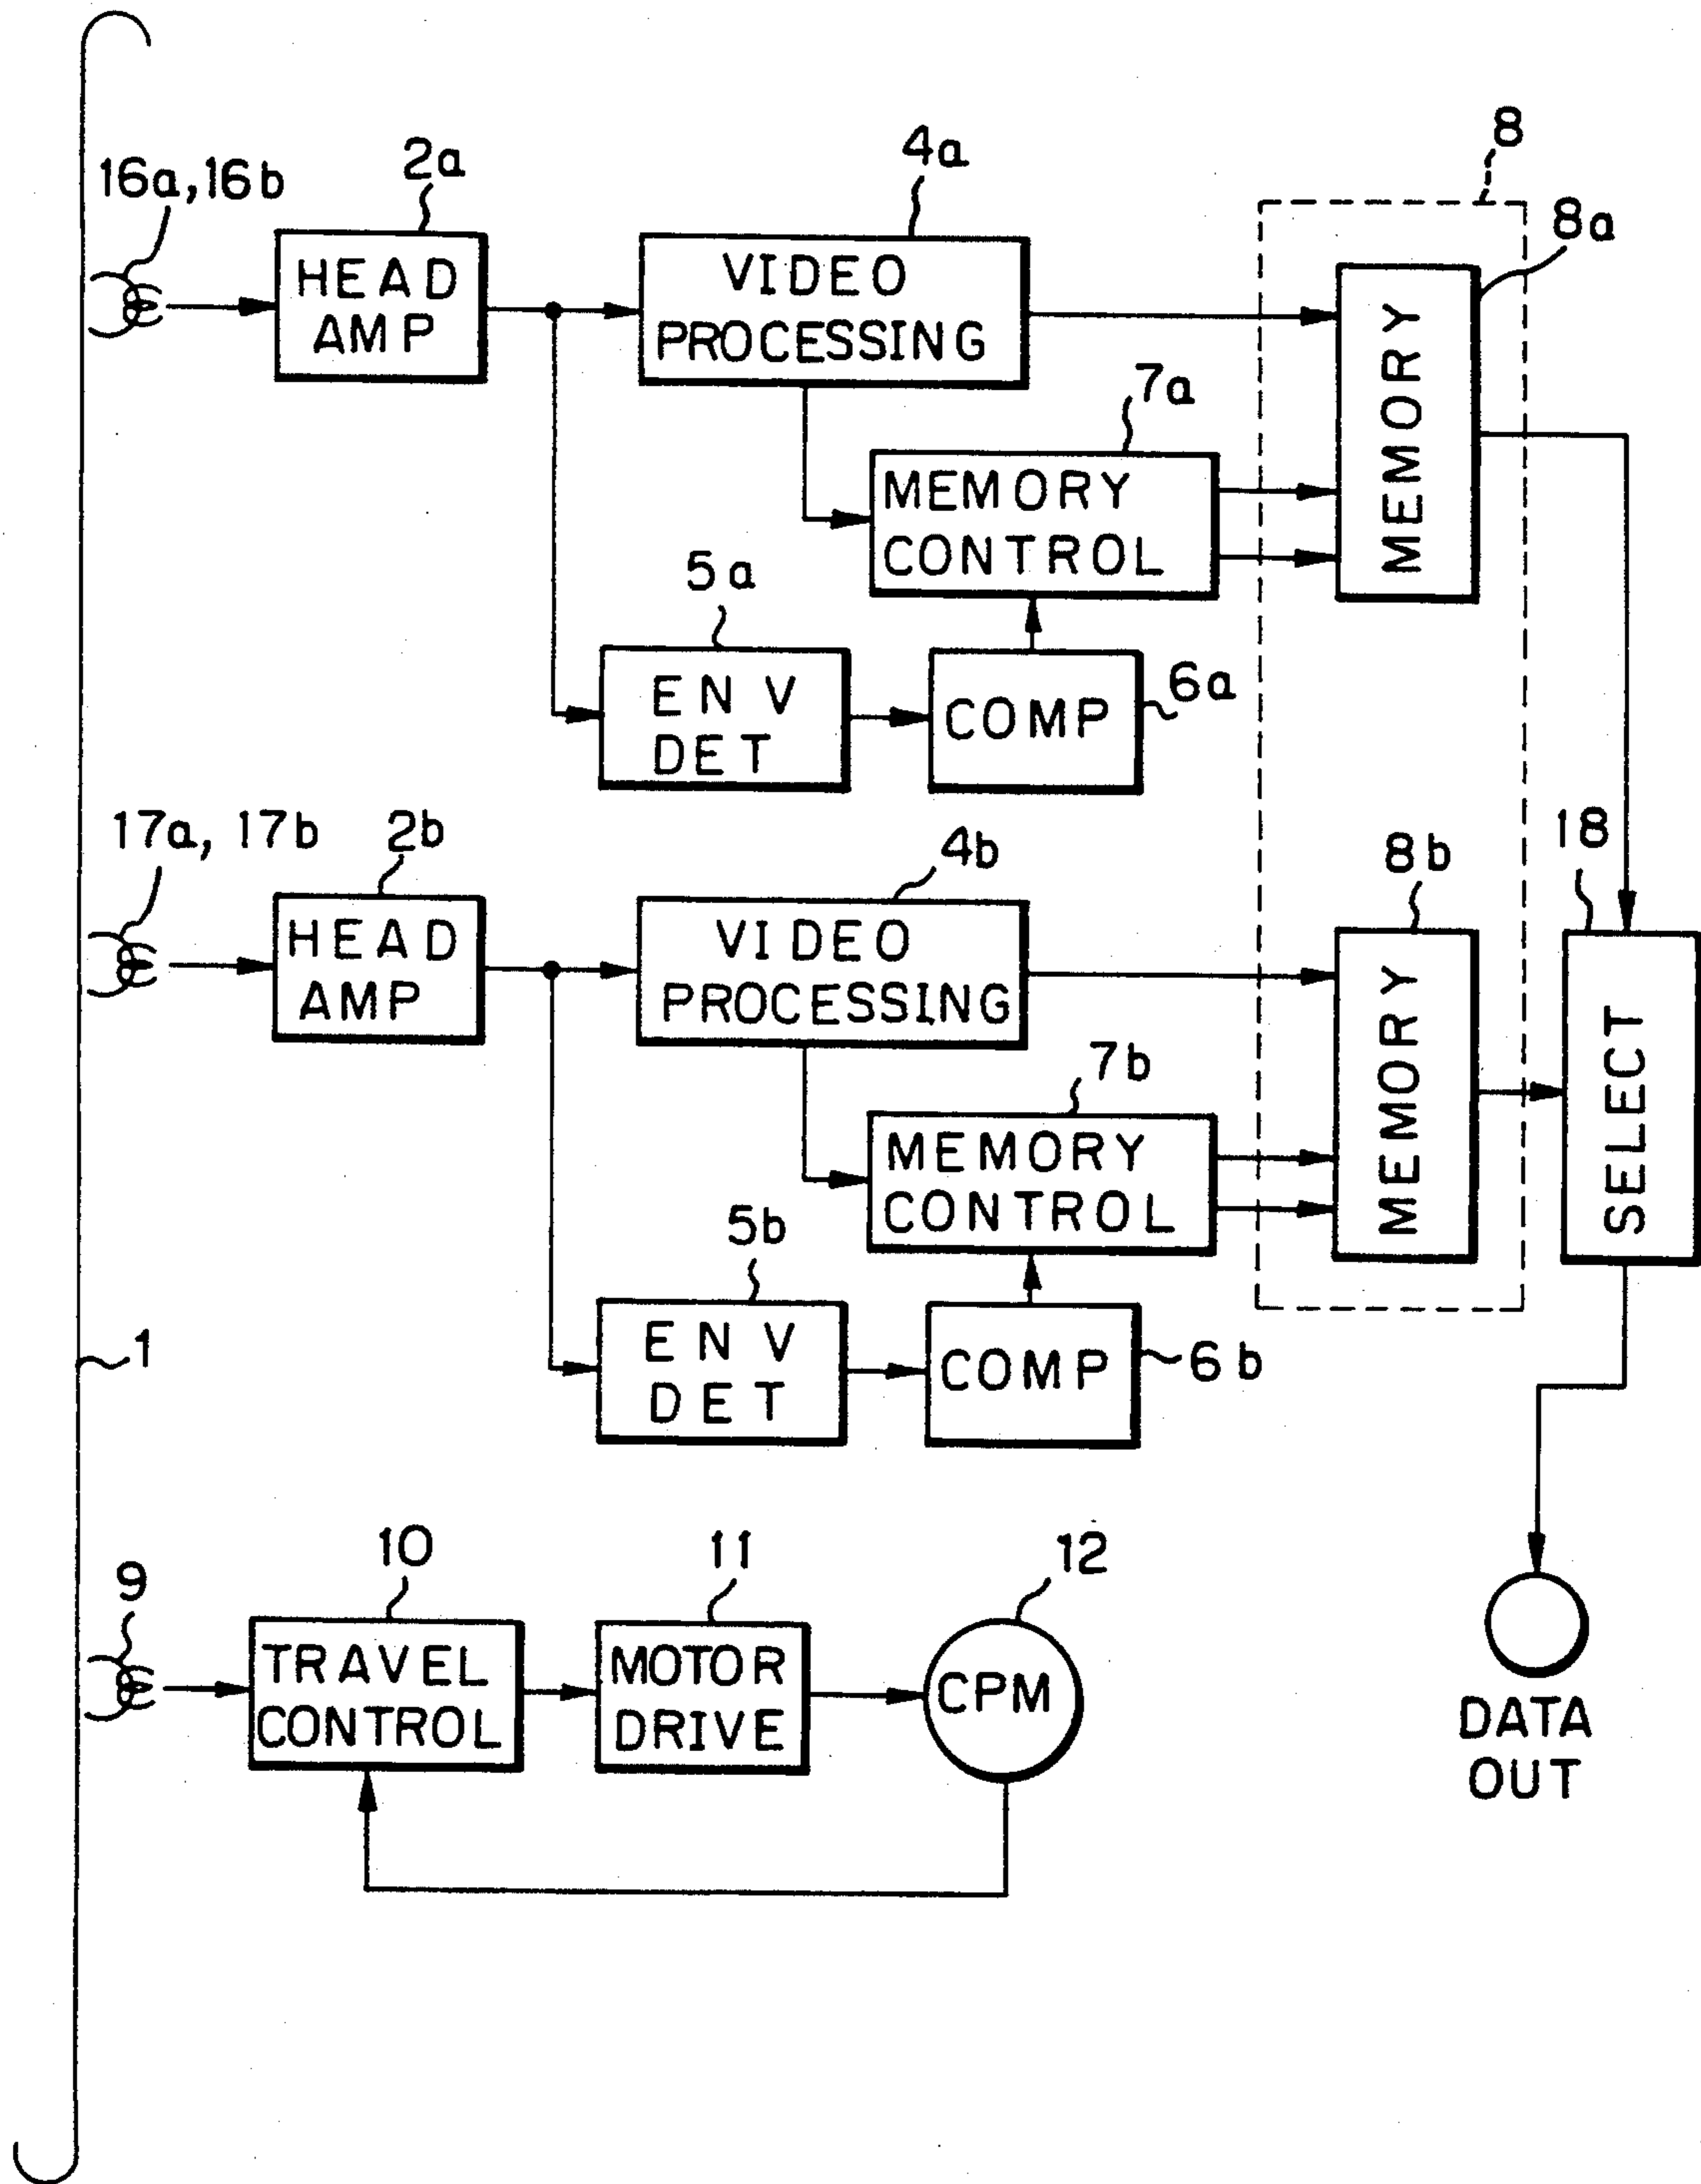 8
2a
4a
16a, 16b
8a
HEAD
AMP
VIDEO
PROCESSING
MEMORY
7a
MEMORY
CONTROL
5a
6a
ENV
DET
COMP
17a, 17b
2b
4b
8b
18
HEAD
AMP
VIDEO
PROCESSING
MEMORY
SELECT
7b
MEMORY
CONTROL
5b
1
ENV
DET
COMP
6b
10
11
12
9
TRAVEL
CONTROL
MOTOR
DRIVE
CPM
DATA
OUT